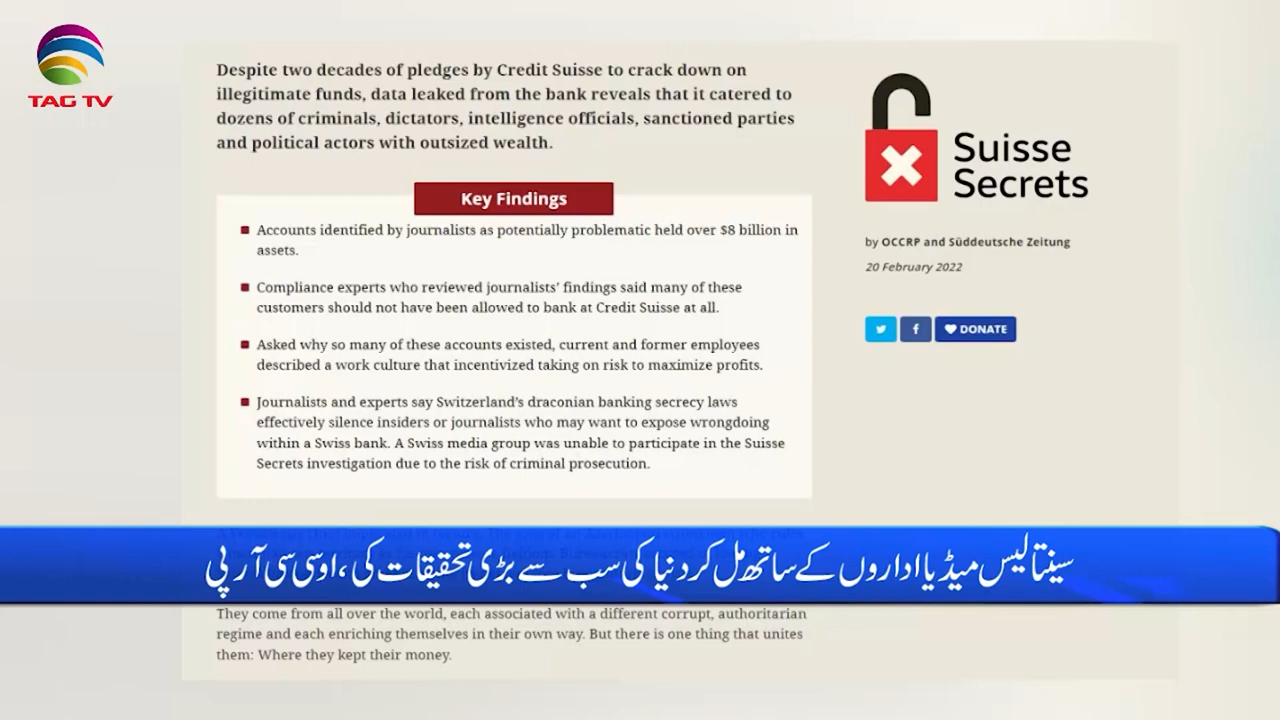 TAG TV
Despite two decades of pledges by Credit Suisse to crack down on
illegitimate funds, data leaked from the bank reveals that it catered to
dozens of criminals, dictators, intelligence officials, sanctioned parties
and political actors with outsized wealth.
Key Findings
Accounts identified by journalists as potentially problematic held over $8 billion in
assets.
Compliance experts who reviewed journalists’ findings said many of these
customers should not have been allowed to bank at Credit Suisse at all.
Asked why so many of these accounts existed, current and former employees
described a work culture that incentivized taking on risk to maximize profits.
Journalists and experts say Switzerland’s draconian banking secrecy laws
effectively silence insiders or journalists who may want to expose wrongdoing
within a Swiss bank. A Swiss media group was unable to participate in the Suisse
Secrets investigation due to the risk of criminal prosecution.
Suisse
Secrets
by OCCRP and Süddeutsche Zeitung
20 February 2022
DONATE
سینتالیس میڈیا اداروں کے ساتھ مل کر دنیا کی سب سے بڑی تحقیقات کی، او سی سی آر پی
They come from all over the world, each associated with a different corrupt, authoritarian
regime and each enriching themselves in their own way. But there is one thing that unites
them: Where they kept their money.